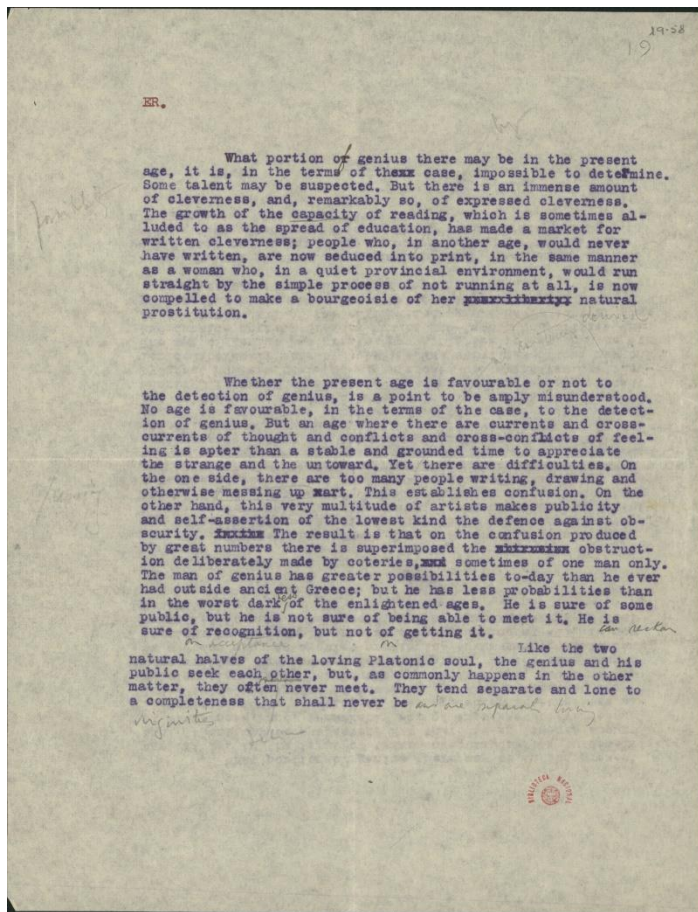 19-58
19
ER.
What portion of genius there may be in the present
age, it is, in the terms of the case, impossible to determine.
Some talent may be suspected. But there is an immense amount
of cleverness, and, remarkably so, of expressed cleverness.
The growth of the capacity of reading, which is sometimes al-
luded to as the spread of education, has made a market for
written cleverness; people who, in another age, would never
have written, are now seduced into print, in the same manner
as a woman who, in a quiet provincial environment, would run
straight by the simple process of not running at all, is now
compelled to make a bourgeoisie of her natural
prostitution.
Whether the present age is favourable or not to
the detection of genius, is a point to be amply misunderstood.
No age is favourable, in the terms of the case, to the detect-
ion of genius. But an age where there are currents and cross-
currents of thought and conflicts and cross-conflicts of feel-
ing is apter than a stable and grounded time to appreciate
the strange and the untoward. Yet there are difficulties. On
the one side, there are too many people writing, drawing and
otherwise messing up art. This establishes confusion. On the
other hand, this very multitude of artists makes publicity
and self-assertion of the lowest kind the defence against ob-
scurity. The result is that on the confusion produced
by great numbers there is superimposed the obstruct-
ion deliberately made by coteries, sometimes of one man only.
The man of genius has greater possibilities to-day than he ever
had outside ancient Greece; but he has less probabilities than
in the worst dark of the enlightened ages. He is sure of some
public, but he is not sure of being able to meet it. He is
can reckon
sure of recognition, but not of getting it.
on acceptance on
Like the two
natural halves of the loving Platonic soul, the genius and his
public seek each other, but, as commonly happens in the other
matter, they often never meet. They tend separate and lone to
a completeness that shall never be and are separate
BIBLIOTECA NACIONAL